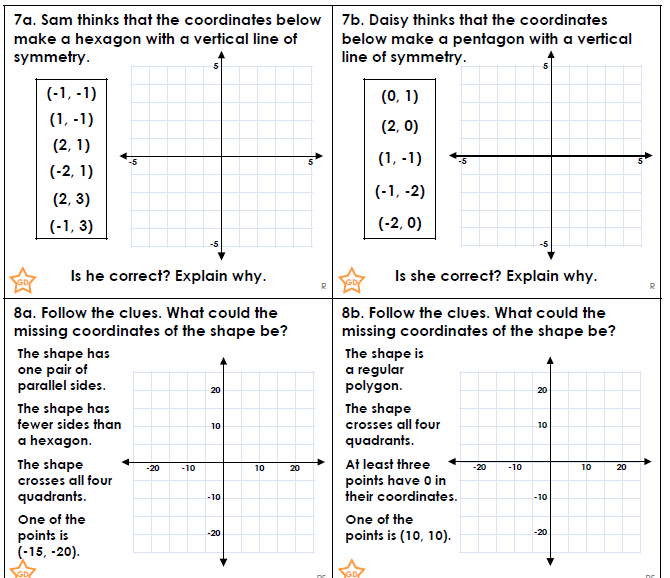 7a. Sam thinks that the coordinates below
make a hexagon with a vertical line of
symmetry.
5
(-1, -1)
(1, -1)
(2, 1)
(-2, 1)
(2, 3)
(-1, 3)
-5
5
-5
Is he correct? Explain why.
GD
R
7b. Daisy thinks that the coordinates
below make a pentagon with a vertical
line of symmetry.
5
(0, 1)
(2, 0)
(1, -1)
(-1, -2)
(-2, 0)
-5
5
-5
Is she correct? Explain why.
GD
R
8a. Follow the clues. What could the
missing coordinates of the shape be?
The shape has
one pair of
parallel sides.
The shape has
fewer sides than
a hexagon.
The shape
crosses all four
quadrants.
One of the
points is
(-15, -20).
20
10
-20
-10
10
20
-10
-20
GD
8b. Follow the clues. What could the
missing coordinates of the shape be?
The shape is
a regular
polygon.
The shape
crosses all four
quadrants.
At least three
points have 0 in
their coordinates.
One of the
points is (10, 10).
20
10
-20
-10
10
20
-10
-20
GD